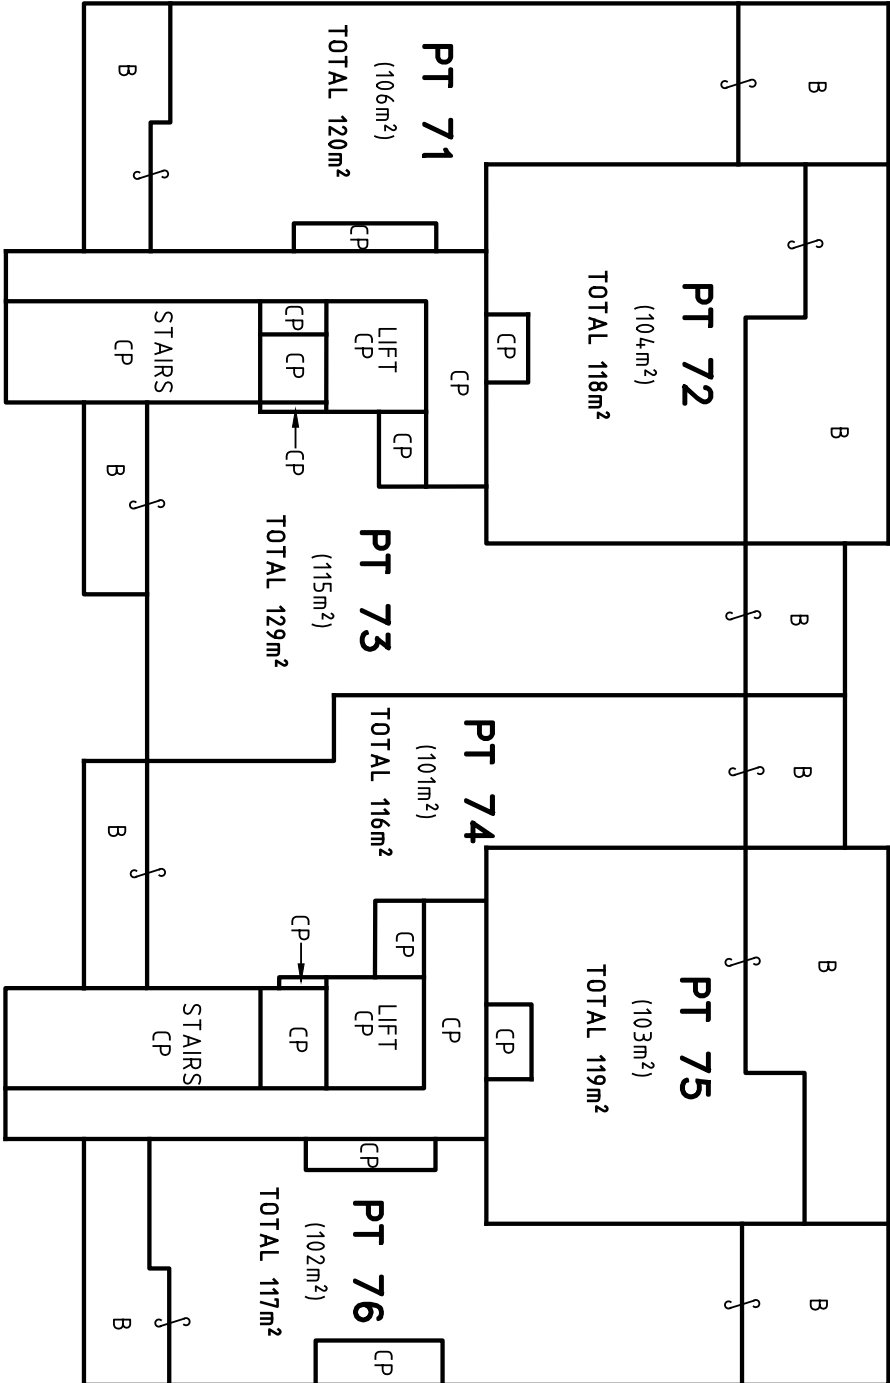 B
B
PT 71
(106m²)
TOTAL 120m²
CP
B
PT 72
(104m²)
TOTAL 118m²
CP
CP
LIFT
CP
CP
CP
STAIRS
CP
CP
CP
B
B
PT 73
(115m²)
TOTAL 129m²
B
PT 74
(101m²)
TOTAL 116m²
B
B
PT 75
(103m²)
TOTAL 119m²
CP
CP
CP
CP
LIFT
CP
CP
STAIRS
CP
CP
B
PT 76
(102m²)
TOTAL 117m²
B
CP